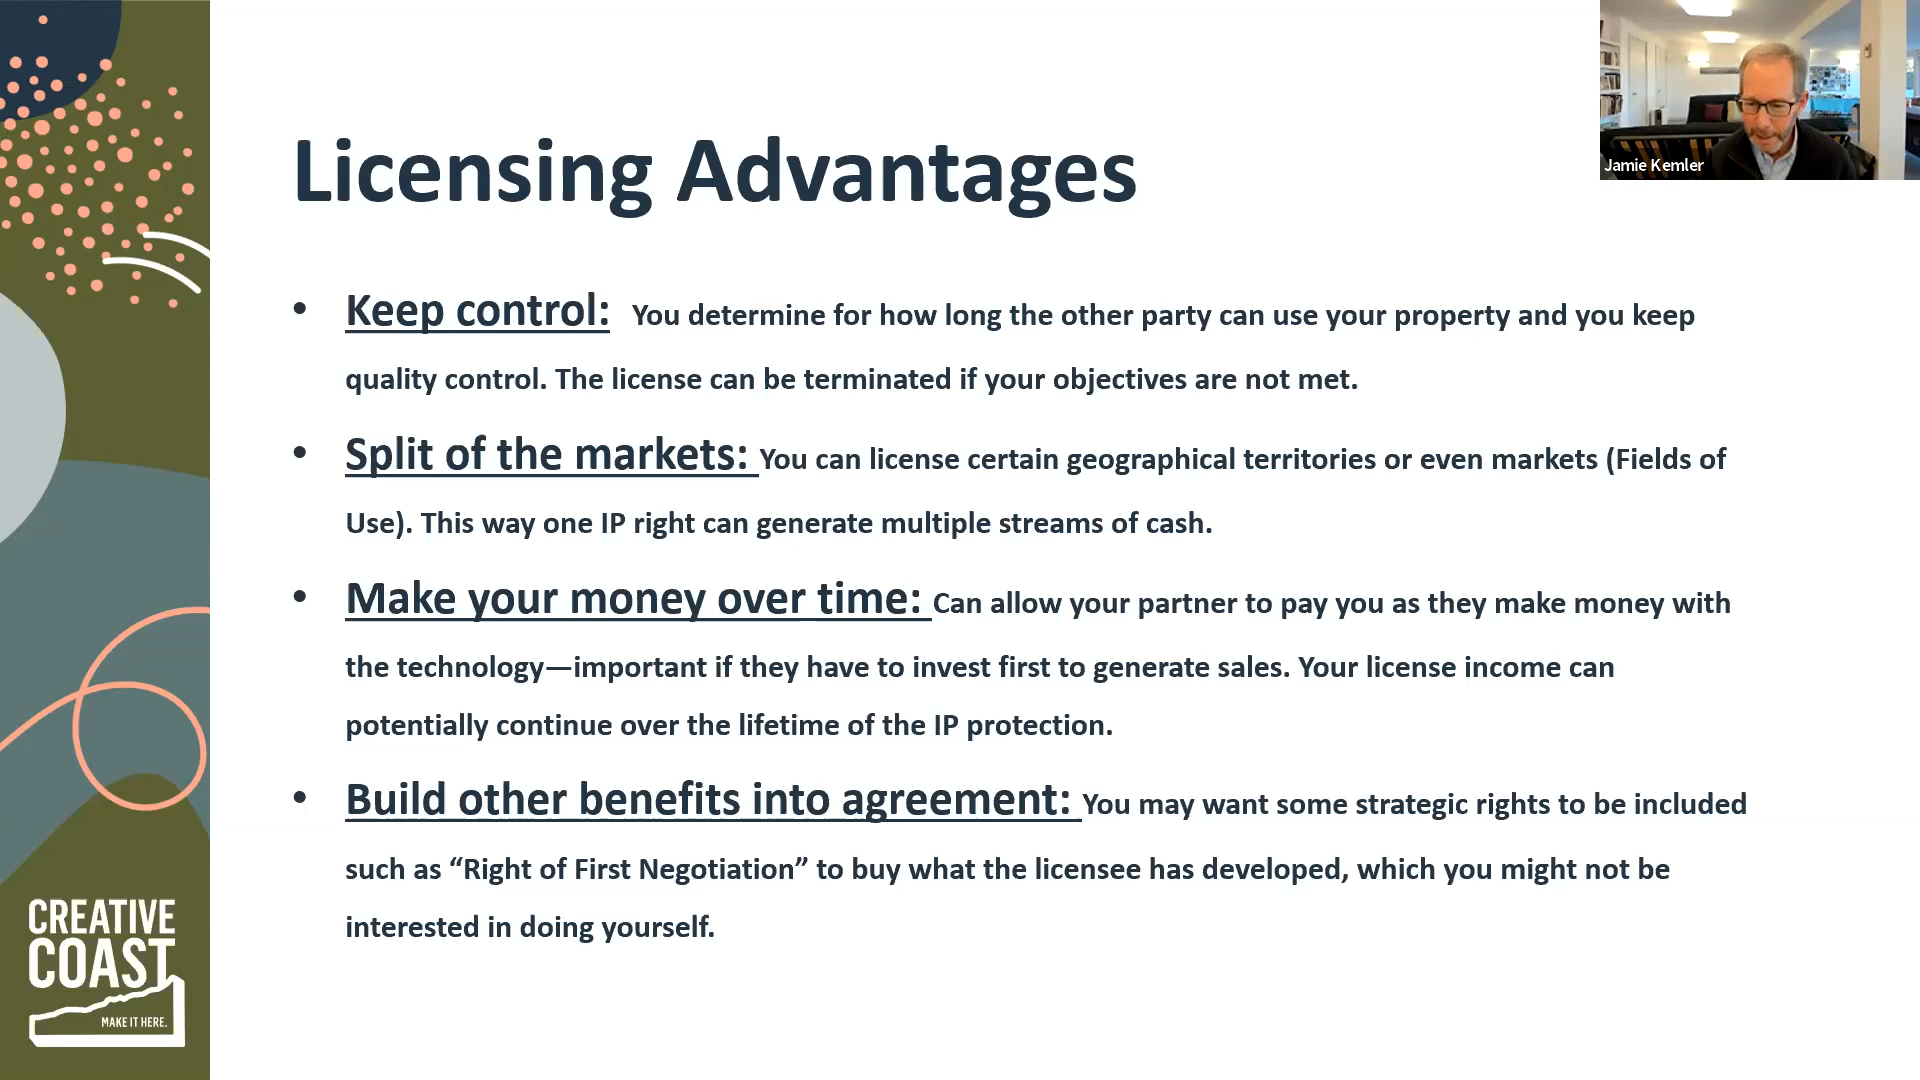 Licensing Advantages
Jamie Kemler
• Keep control: You determine for how long the other party can use your property and you keep
quality control. The license can be terminated if your objectives are not met.
• Split of the markets: You can license certain geographical territories or even markets (Fields of
Use). This way one IP right can generate multiple streams of cash.
• Make your money over time: Can allow your partner to pay you as they make money with
the technology—important if they have to invest first to generate sales. Your license income can
potentially continue over the lifetime of the IP protection.
• Build other benefits into agreement: You may want some strategic rights to be included
such as “Right of First Negotiation” to buy what the licensee has developed, which you might not be
interested in doing yourself.
CREATIVE
COAST
MAKE IT HERE.